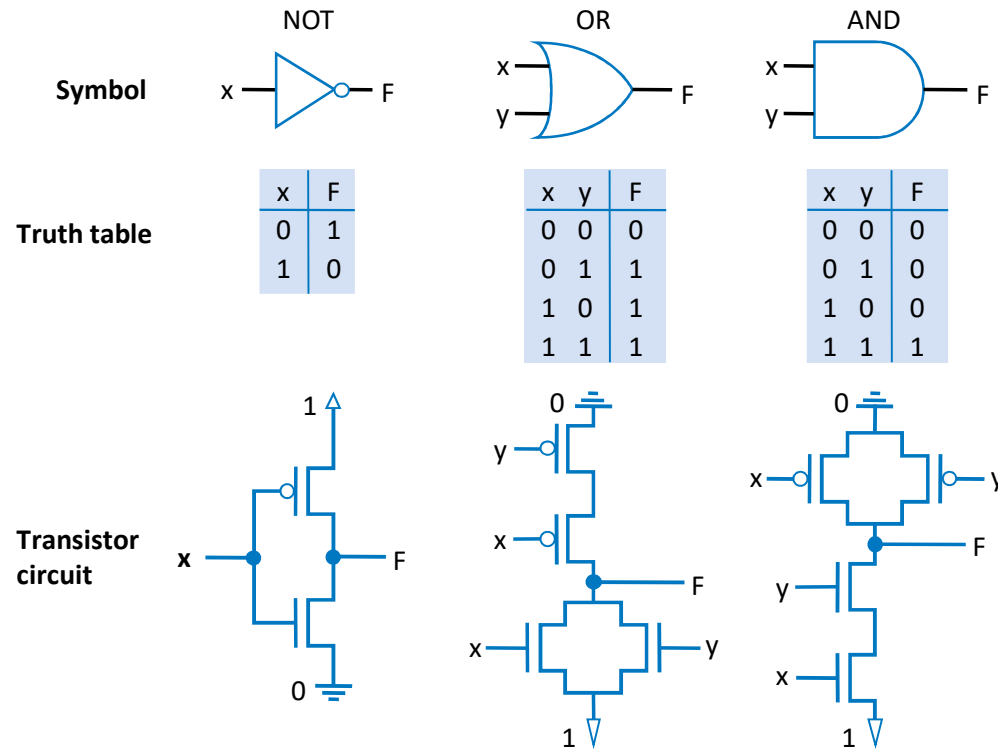 NOT OR AND
Symbol
x F
x y F
x y F
Truth table
x F
0 1
1 0
x y F
0 0 0
0 1 1
1 0 1
1 1 1
x y F
0 0 0
0 1 0
1 0 0
1 1 1
Transistor
circuit
1
x F
0
0
y
x
F
x y
1
0
x y
F
y
x
1